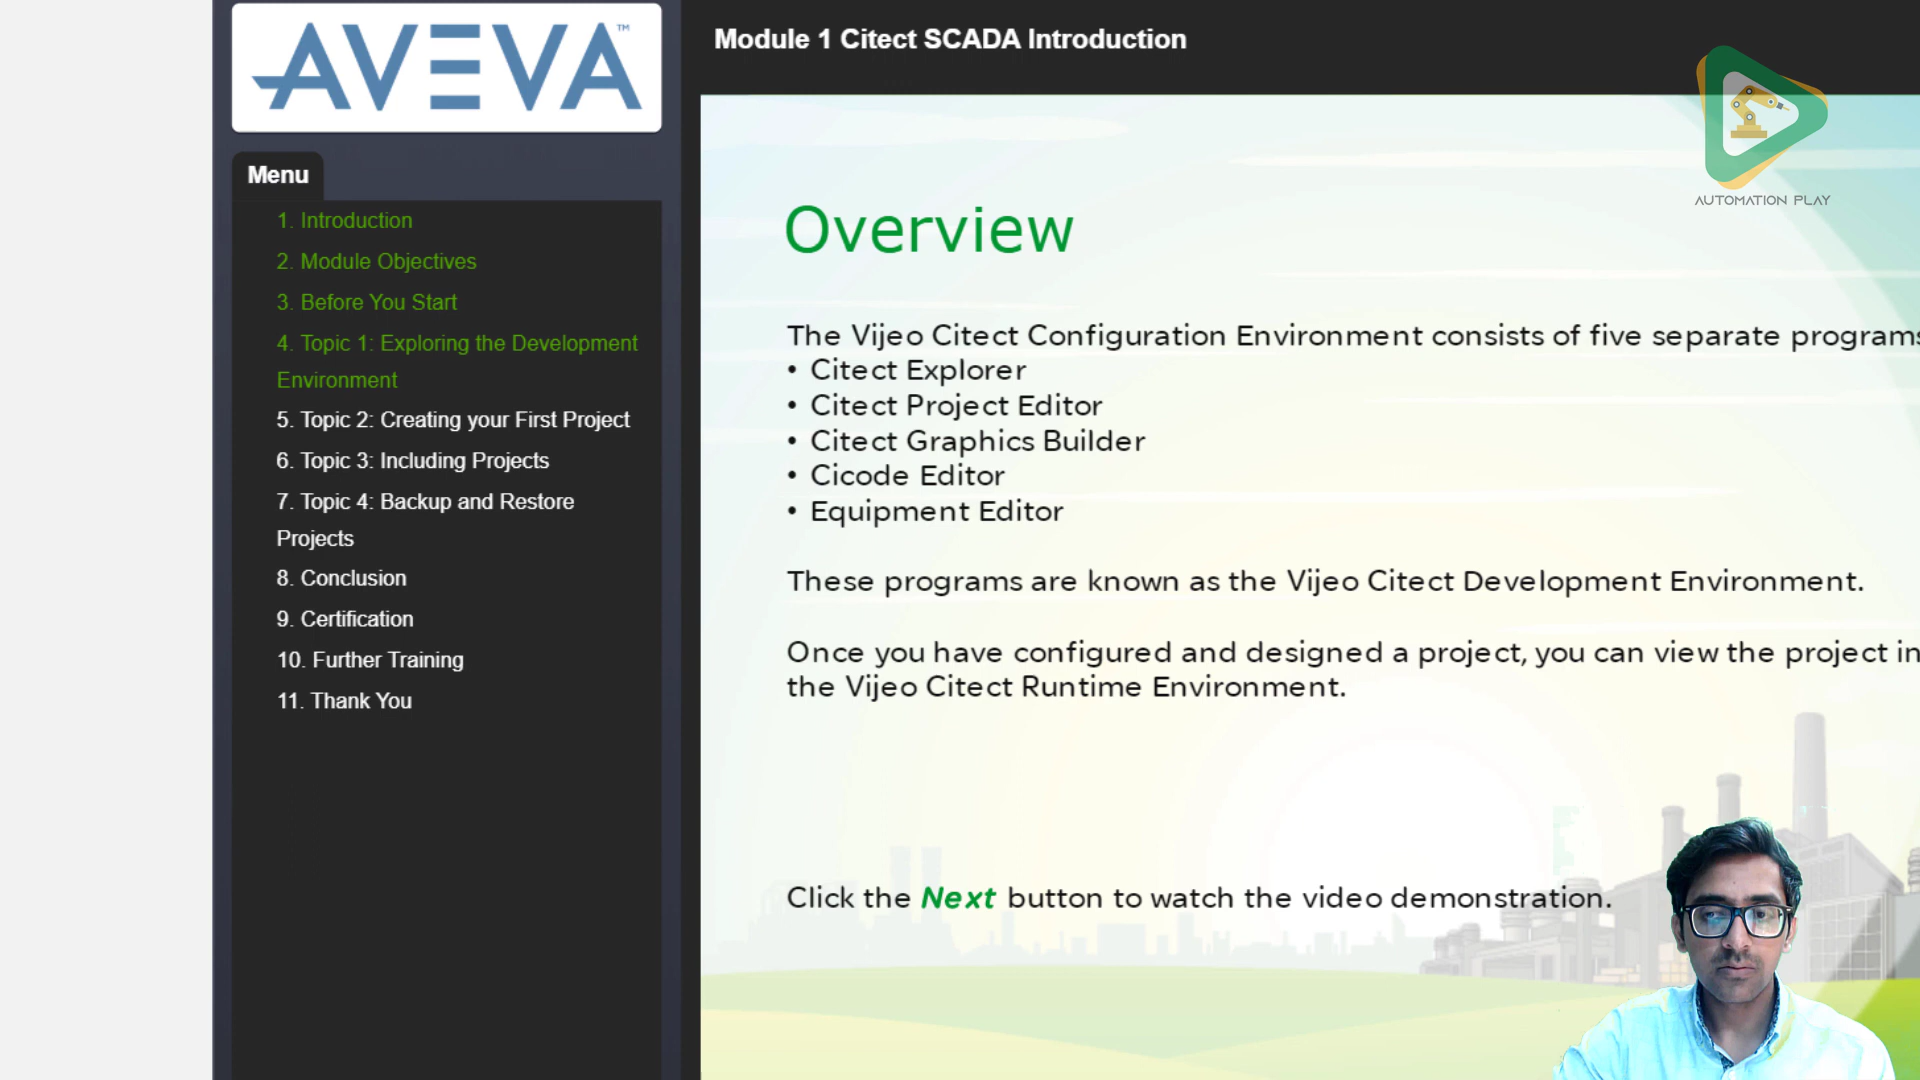 AVEVA™
Module 1 Citect SCADA Introduction
AUTOMATION PLAY
Menu
1. Introduction
2. Module Objectives
3. Before You Start
4. Topic 1: Exploring the Development
Environment
5. Topic 2: Creating your First Project
6. Topic 3: Including Projects
7. Topic 4: Backup and Restore
Projects
8. Conclusion
9. Certification
10. Further Training
11. Thank You
Overview
The Vijeo Citect Configuration Environment consists of five separate programs
• Citect Explorer
• Citect Project Editor
• Citect Graphics Builder
• Cicode Editor
• Equipment Editor
These programs are known as the Vijeo Citect Development Environment.
Once you have configured and designed a project, you can view the project in
the Vijeo Citect Runtime Environment.
Click the Next button to watch the video demonstration.